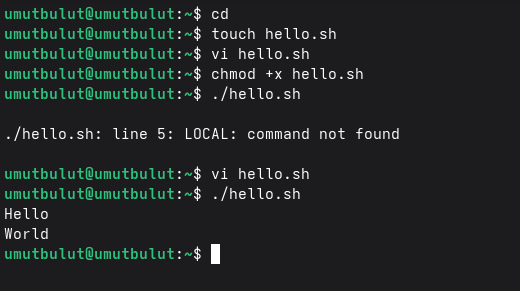 umutbulut@umutbulut:~$ cd
umutbulut@umutbulut:~$ touch hello.sh
umutbulut@umutbulut:~$ vi hello.sh
umutbulut@umutbulut:~$ chmod +x hello.sh
umutbulut@umutbulut:~$ ./hello.sh
./hello.sh: line 5: LOCAL: command not found
umutbulut@umutbulut:~$ vi hello.sh
umutbulut@umutbulut:~$ ./hello.sh
Hello
World
umutbulut@umutbulut:~$